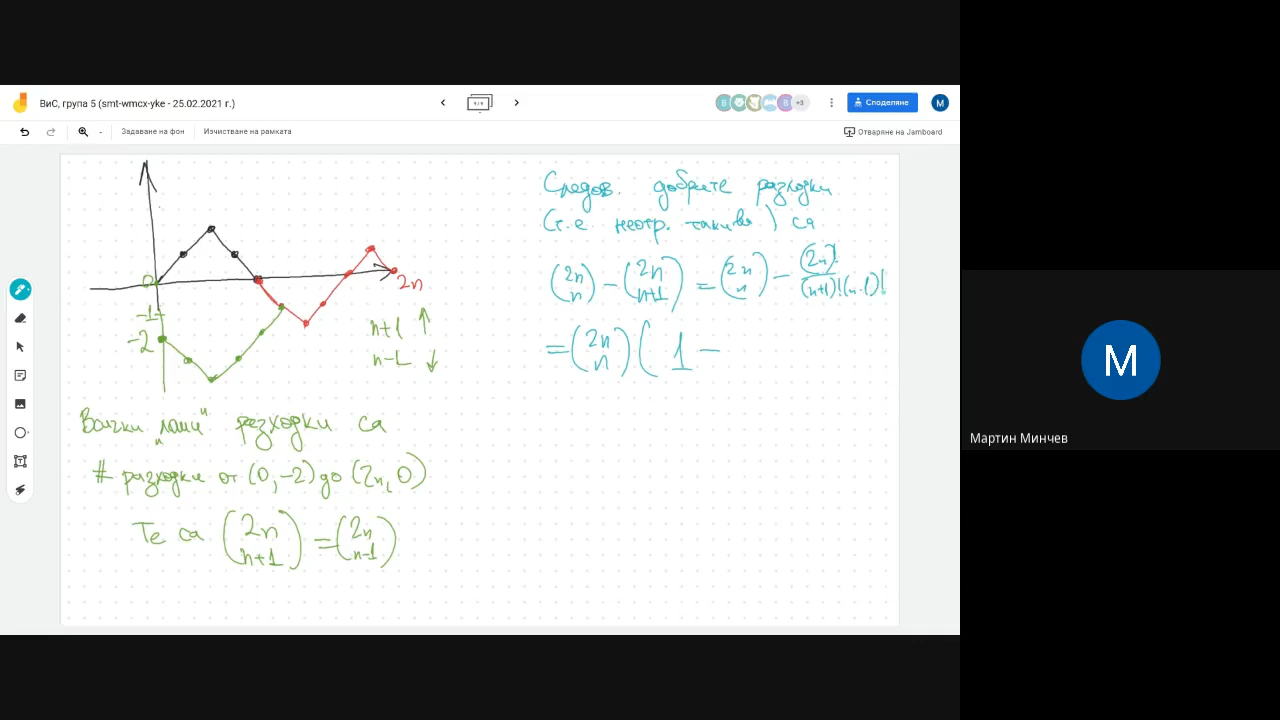 ВиС, група 5 (smt-wmcx-yke - 25.02.2021 г.)
B
B
+3
Споделяне
M
Задаване на фон
Изчистване на рамката
Отваряне на Jamboard
0
-1
-2
2n
n+1 ↑
n-1 ↓
Всички „лоши" разходки са
# разходки от (0,-2) до (2n,0)
Те са (2n n+1) = (2n n-1)
Следов. добрите разходки
(т.е неотр. такива) са
(2n n) - (2n n+1) = (2n n) - (2n)!/(n+1)!(n-1)!
= (2n n) ( 1 -
M
Мартин Минчев